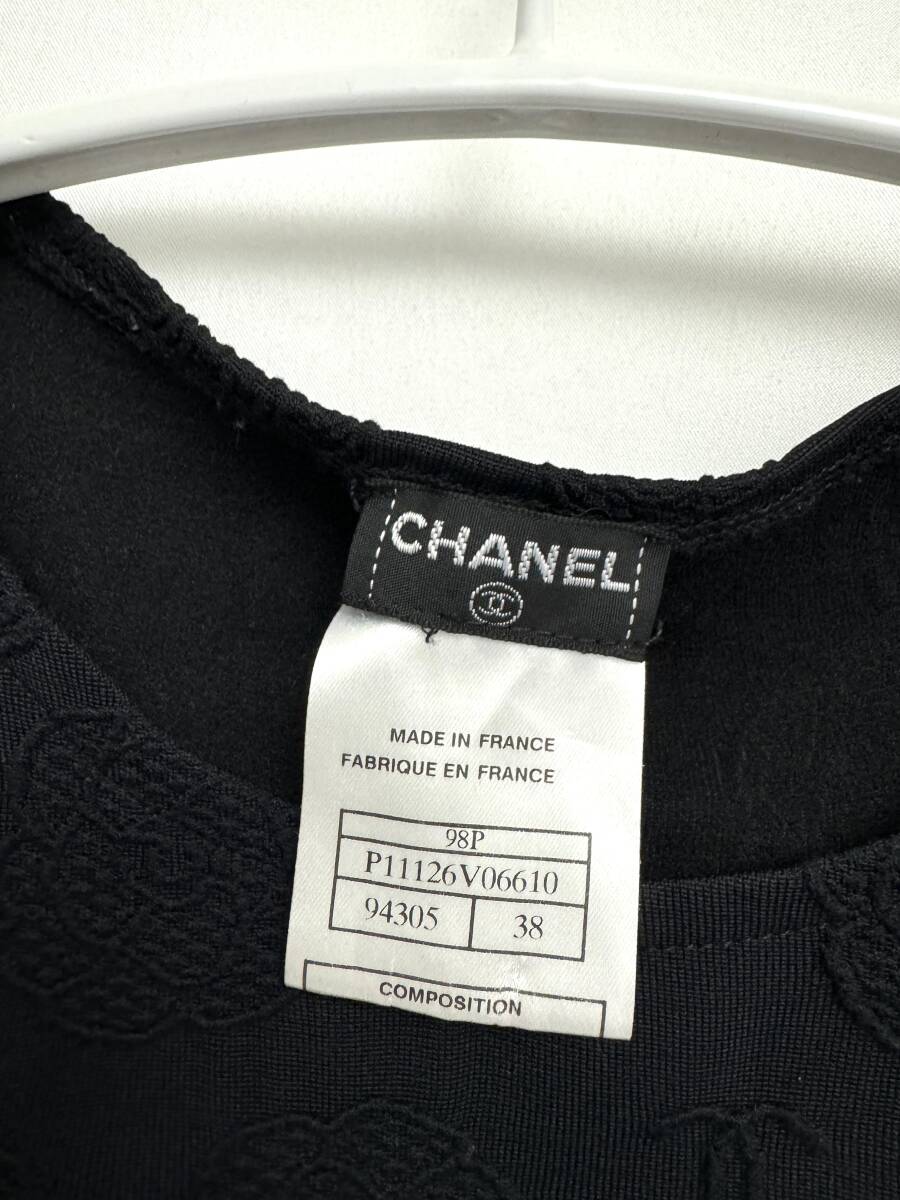 CHANEL
MADE IN FRANCE
FABRIQUE EN FRANCE
98P
P11126V06610
94305 38
COMPOSITION